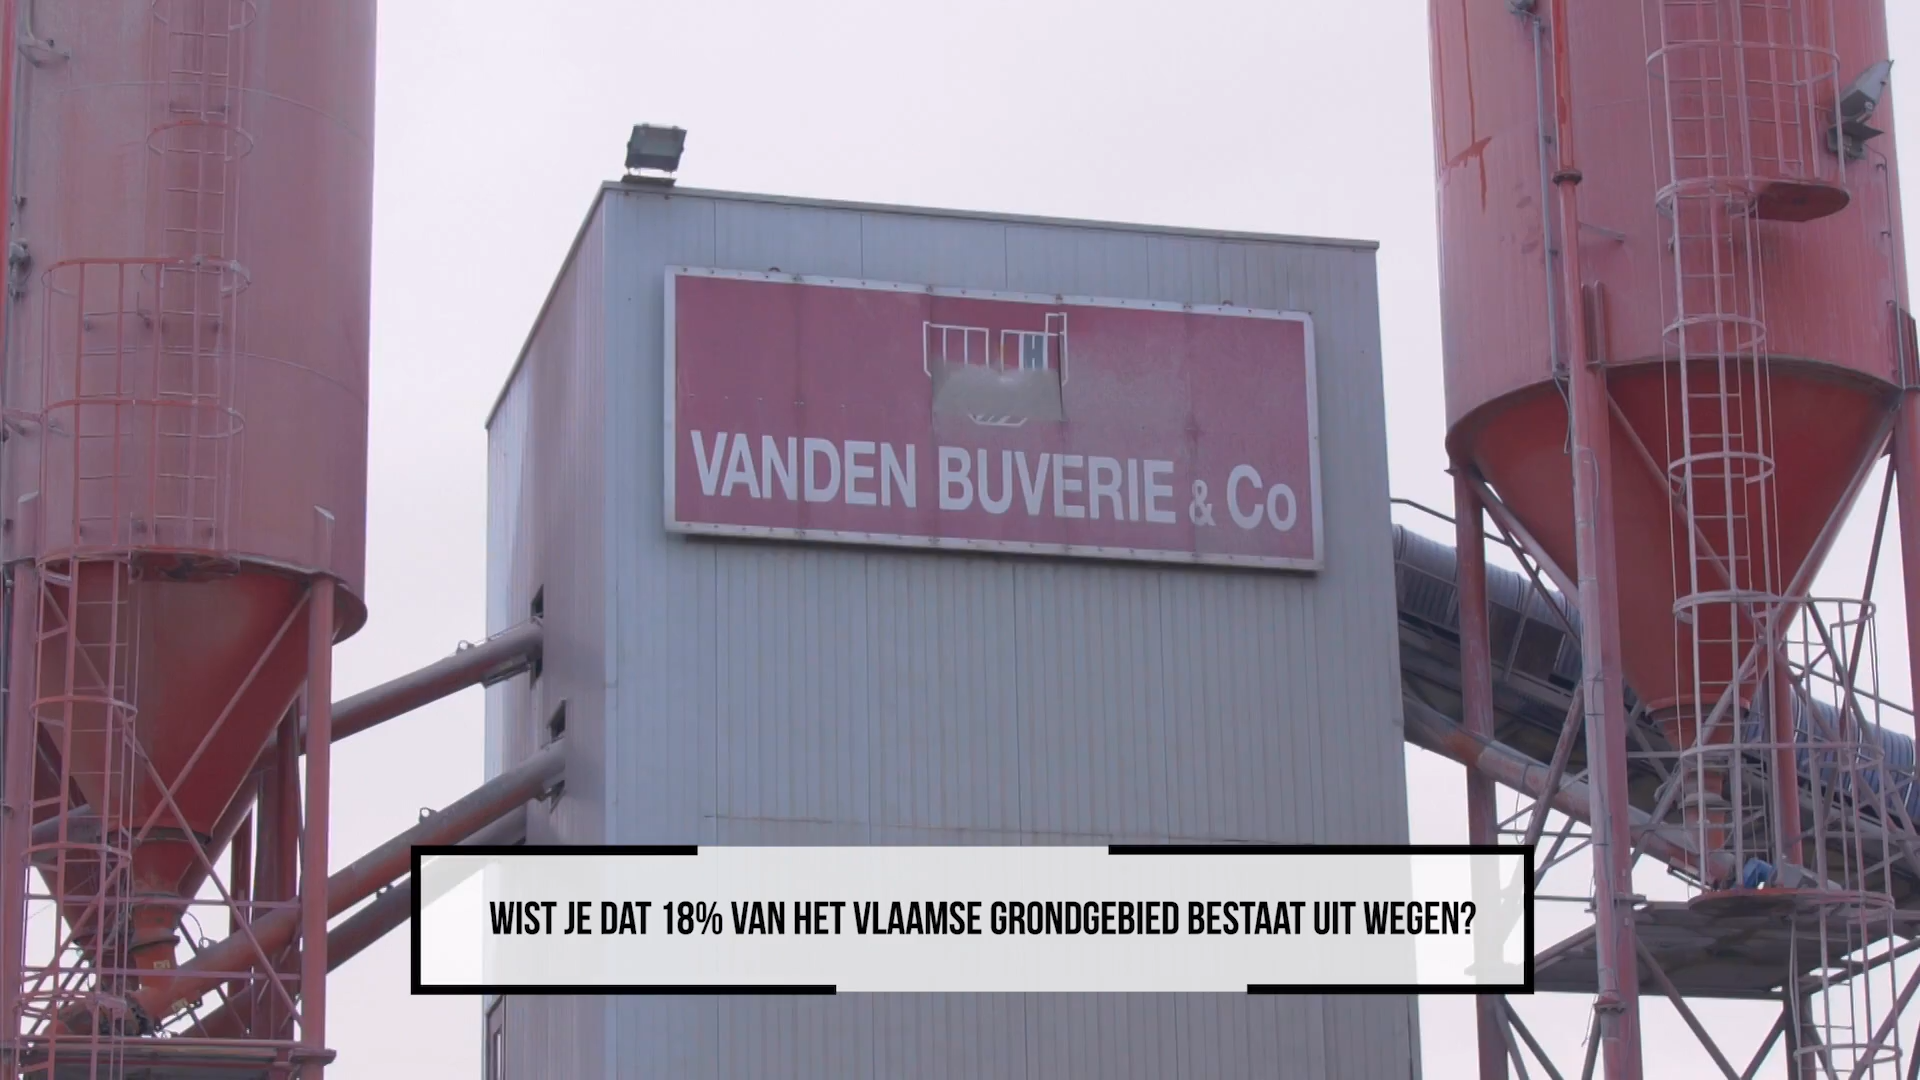 VANDEN BUVERIE & Co
WIST JE DAT 18% VAN HET VLAAMSE GRONDGEBIED BESTAAT UIT WEGEN?